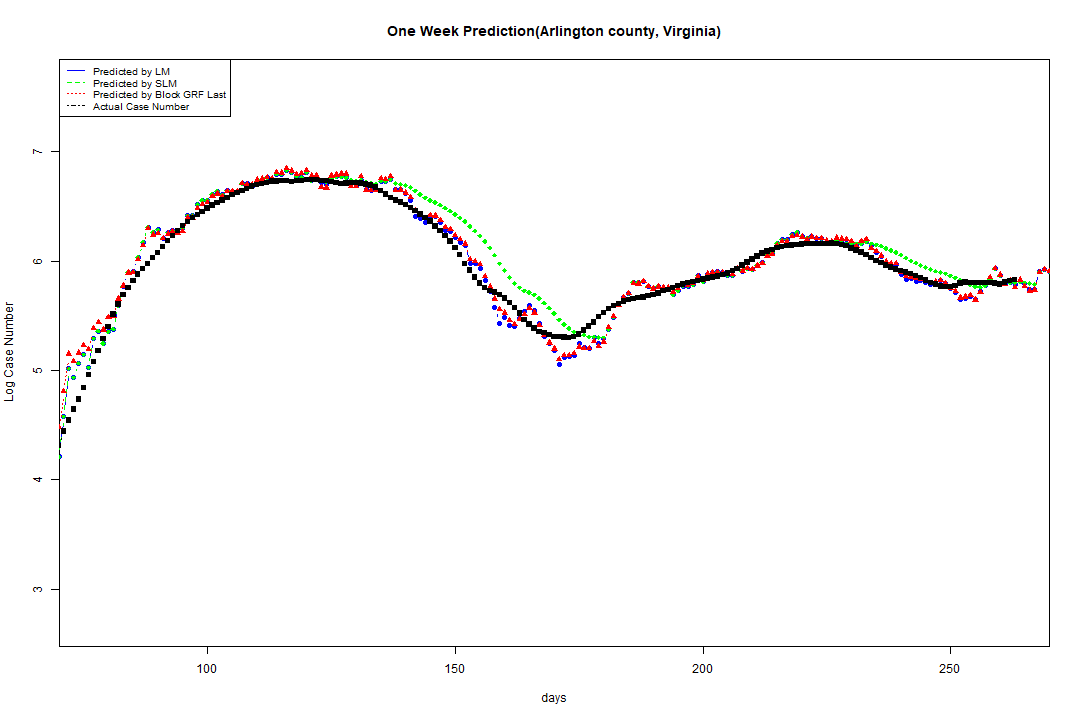 One Week Prediction(Arlington county, Virginia)
Predicted by LM
Predicted by SLM
Predicted by Block GRF Last
Actual Case Number
7
6
5
4
3
Log Case Number
100 150 200 250
days